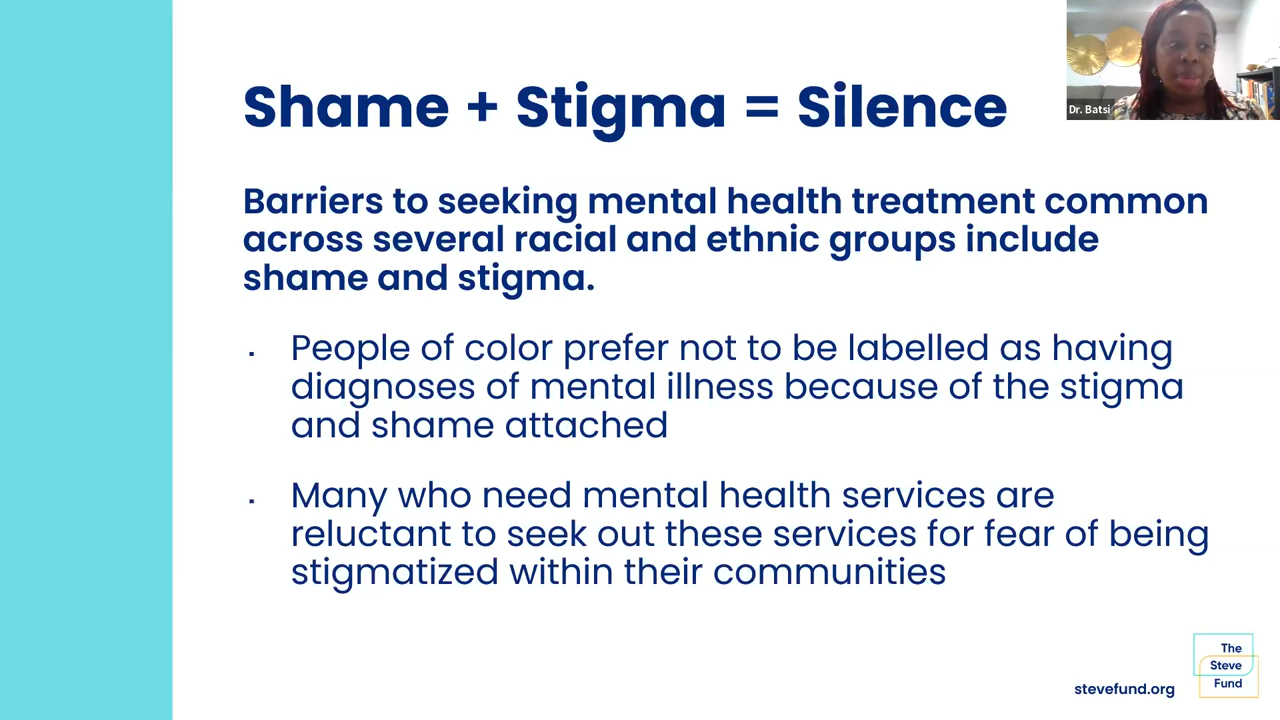 Shame + Stigma = Silence
Dr. Batsi
Barriers to seeking mental health treatment common
across several racial and ethnic groups include
shame and stigma.
▪ People of color prefer not to be labelled as having
diagnoses of mental illness because of the stigma
and shame attached
▪ Many who need mental health services are
reluctant to seek out these services for fear of being
stigmatized within their communities
stevefund.org
The
Steve
Fund